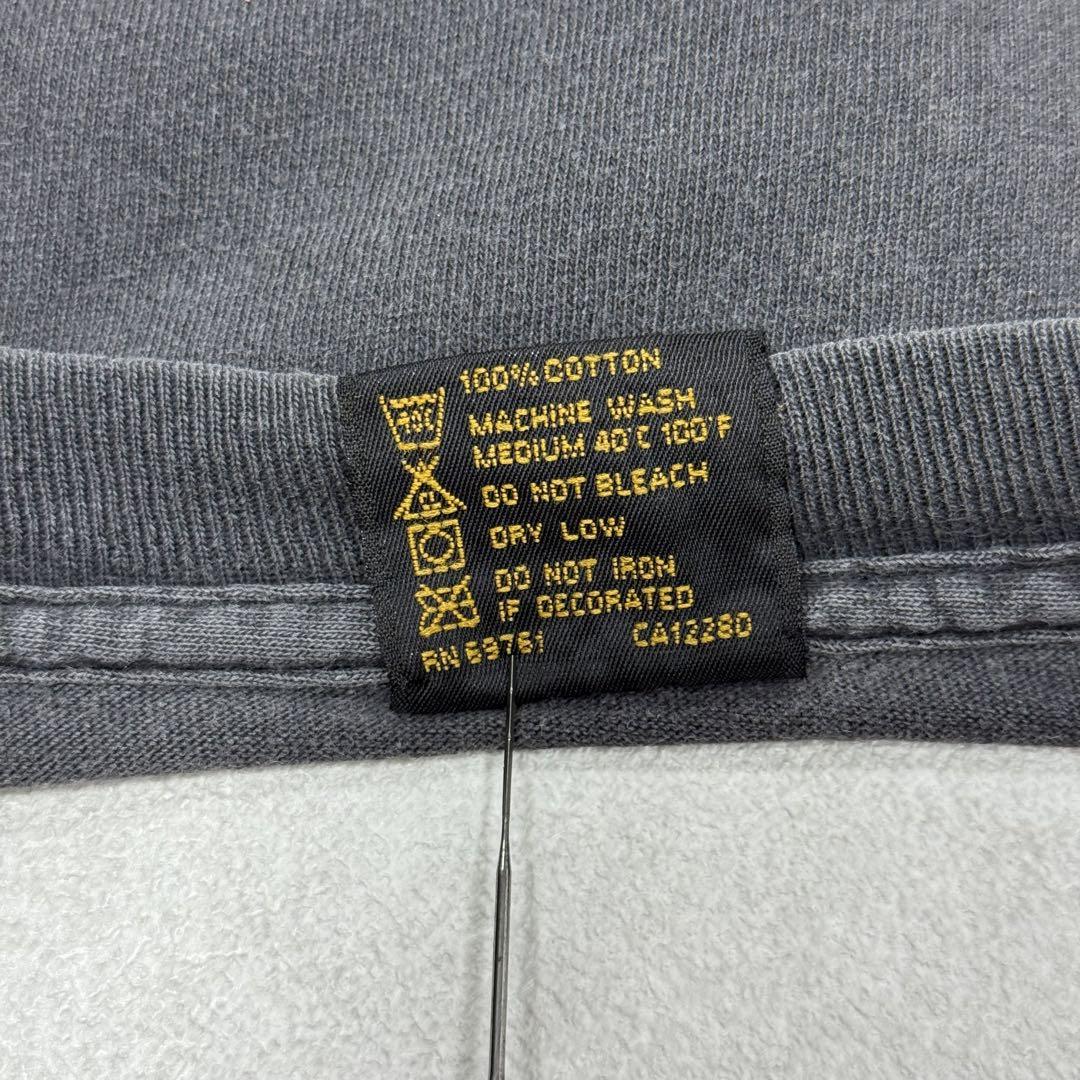 100% COTTON
MACHINE WASH
MEDIUM 40°C 100°F
DO NOT BLEACH
DRY LOW
DO NOT IRON
IF DECORATED
RN 69761 CA12280